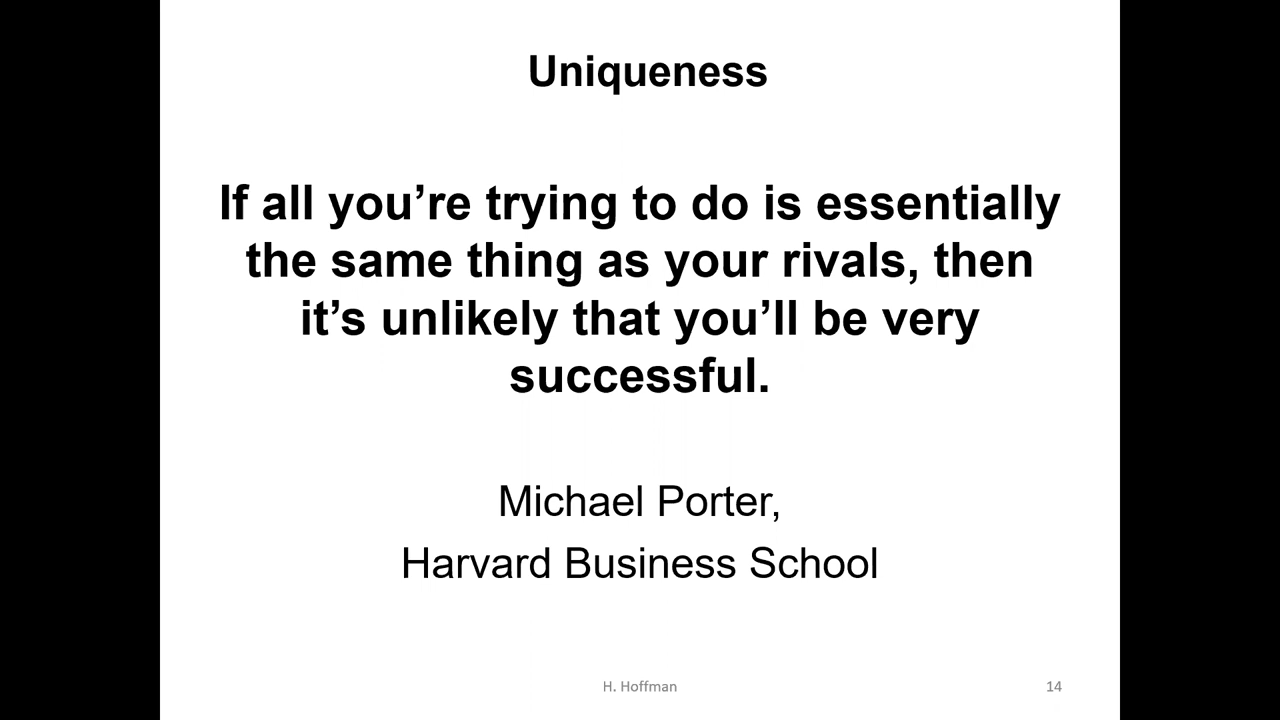 Uniqueness
If all you’re trying to do is essentially
the same thing as your rivals, then
it’s unlikely that you’ll be very
successful.
Michael Porter,
Harvard Business School
H. Hoffman
14